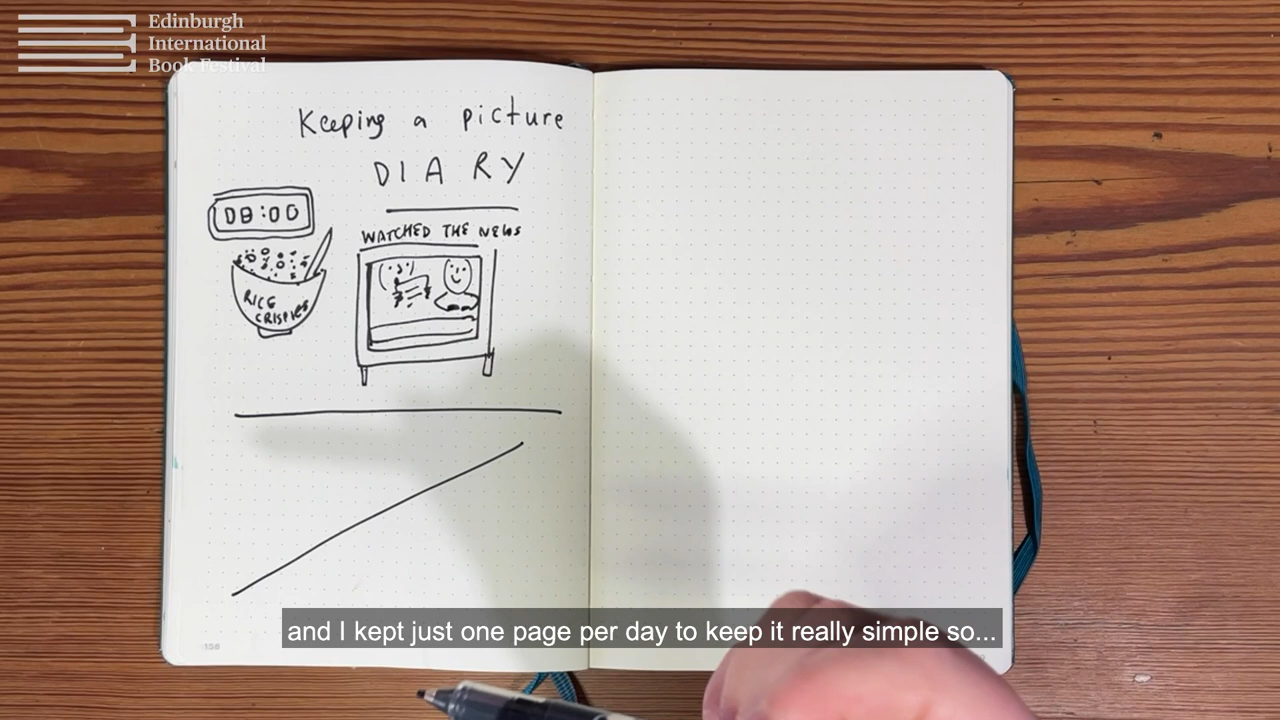 Edinburgh
International
Book Festival
Keeping a picture
DIARY
08:00
WATCHED THE NEWS
RICE
CRISPIES
and I kept just one page per day to keep it really simple so...
158